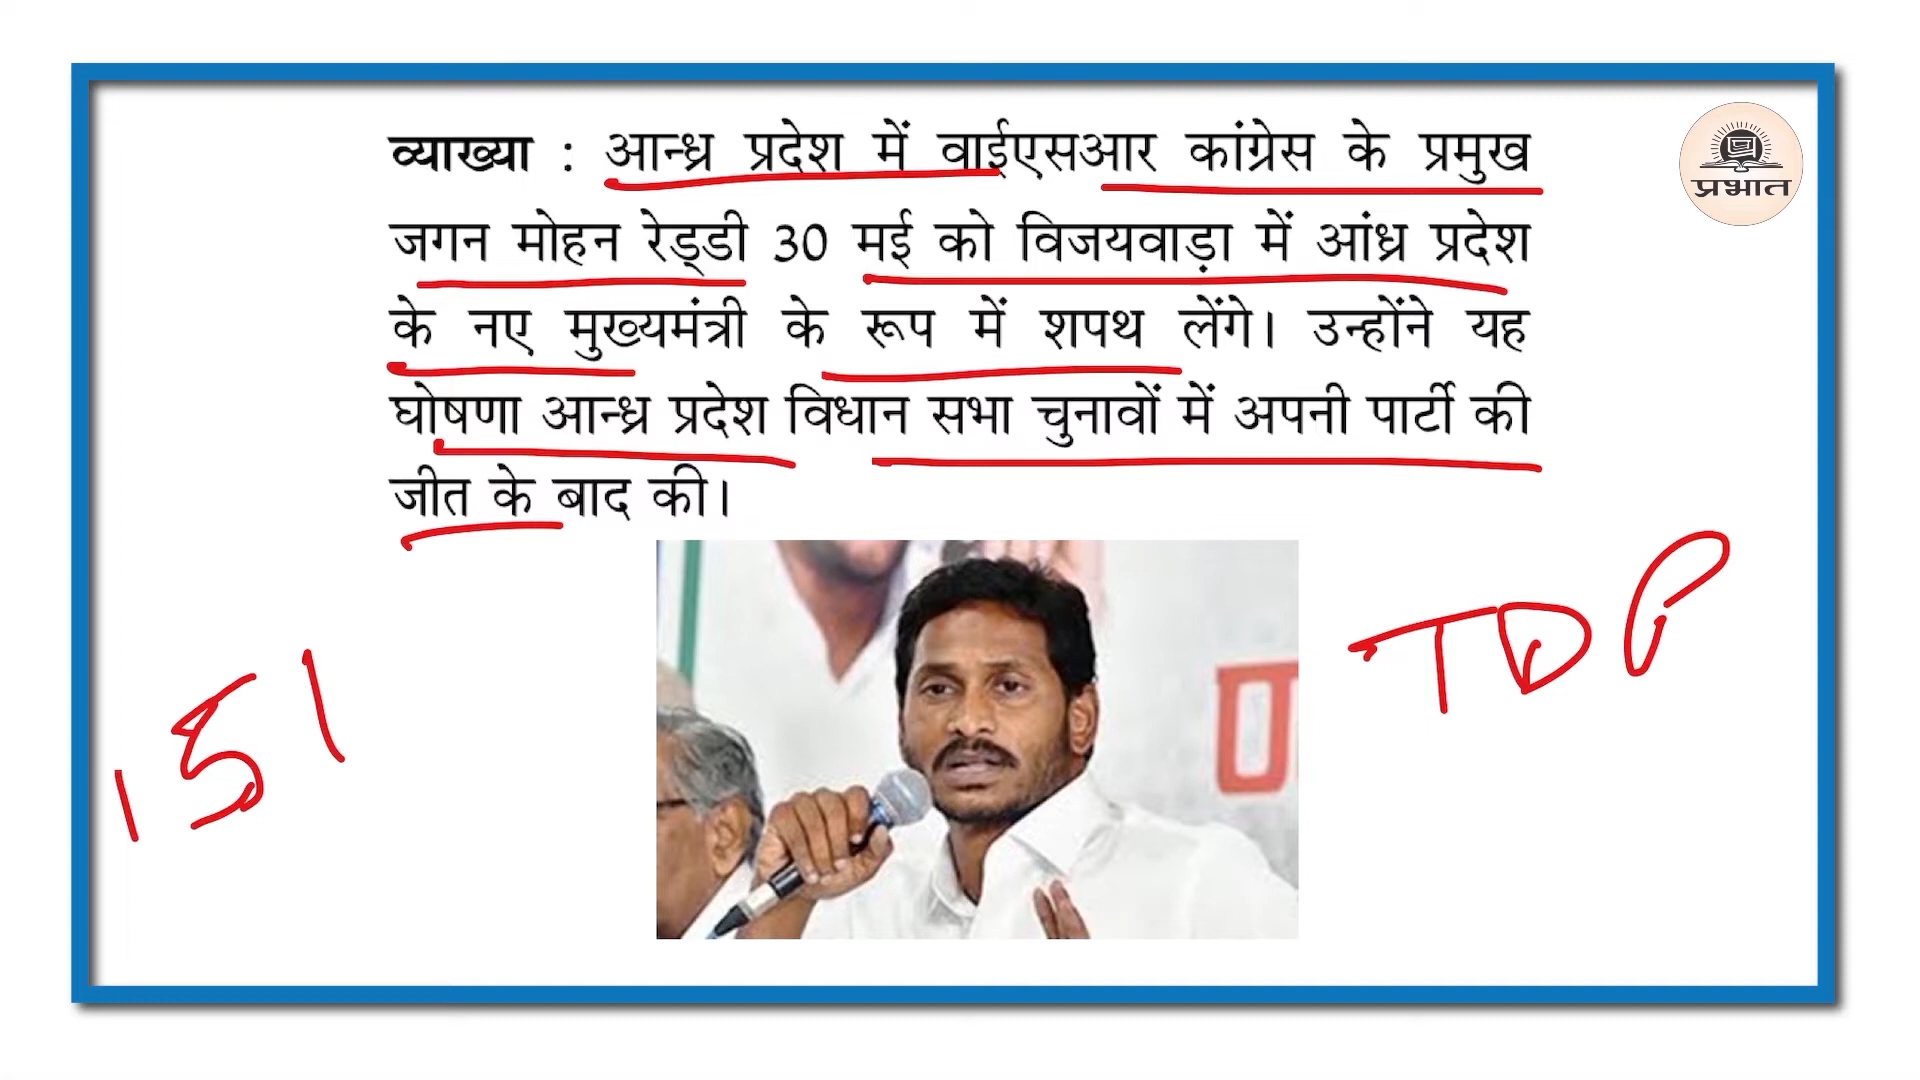 व्याख्या : आन्ध्र प्रदेश में वाईएसआर कांग्रेस के प्रमुख
जगन मोहन रेड्डी 30 मई को विजयवाड़ा में आंध्र प्रदेश
के नए मुख्यमंत्री के रूप में शपथ लेंगे। उन्होंने यह
घोषणा आन्ध्र प्रदेश विधान सभा चुनावों में अपनी पार्टी की
जीत के बाद की।
प्रभात
151
TDP